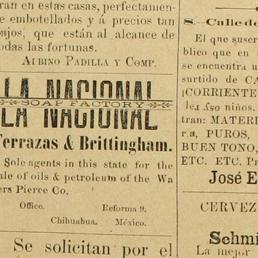 ran en estas casas, perfectamen-
e embotellados y á precios tan
ajos, que están al alcance de
odas las fortunas.
ALBINO PADILLA Y COMP.
LA NACIONAL
SOAP FACTORY
LA NACIONAL
Terrazas & Brittingham.
Sole agents in this state for the
ale of oils & petroleum of the Wa
ers Pierce Co.
Office. Reforma 9.
Chihuahua. México.
Se solicitan por el
S.—Calle de
El que suscr
blico que en
se encuentra u
surtido de CA
¡CORRIENTE
les para niños,
tran: MATERI
ra, PUROS,
BUEN TONO,
ETC. ETC. Pr
José E
CERVEZ
Schmi
La mejor